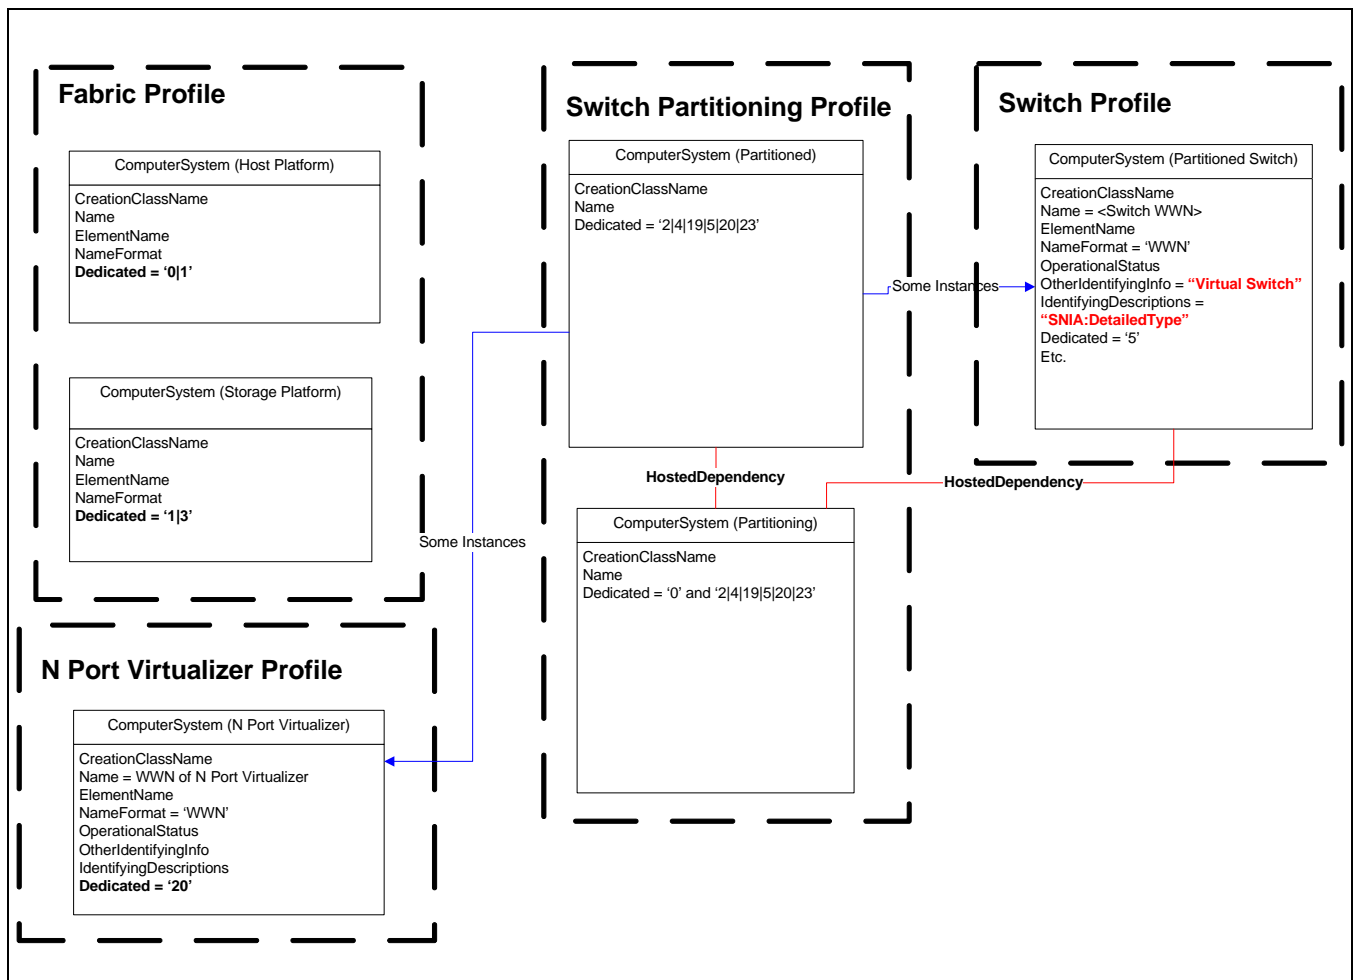 Fabric Profile
ComputerSystem (Host Platform)
CreationClassName
Name
ElementName
NameFormat
Dedicated = ‘0|1’
ComputerSystem (Storage Platform)
CreationClassName
Name
ElementName
NameFormat
Dedicated = ‘1|3’
N Port Virtualizer Profile
ComputerSystem (N Port Virtualizer)
CreationClassName
Name = WWN of N Port Virtualizer
ElementName
NameFormat = ‘WWN’
OperationalStatus
OtherIdentifyingInfo
IdentifyingDescriptions
Dedicated = ‘20’
Some Instances
Switch Partitioning Profile
ComputerSystem (Partitioned)
CreationClassName
Name
Dedicated = ‘2|4|19|5|20|23’
HostedDependency
ComputerSystem (Partitioning)
CreationClassName
Name
Dedicated = ‘0’ and ‘2|4|19|5|20|23’
Some Instances
HostedDependency
Switch Profile
ComputerSystem (Partitioned Switch)
CreationClassName
Name = <Switch WWN>
ElementName
NameFormat = ‘WWN’
OperationalStatus
OtherIdentifyingInfo = “Virtual Switch”
IdentifyingDescriptions =
“SNIA:DetailedType”
Dedicated = ‘5’
Etc.